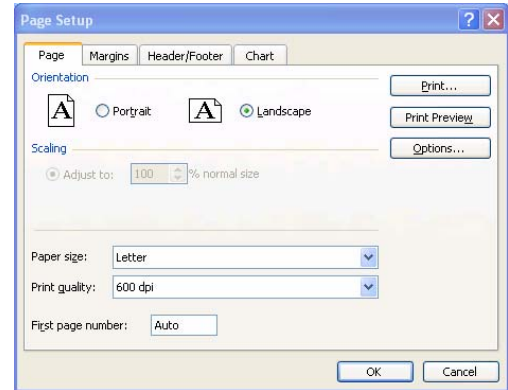 Page Setup
Page Margins Header/Footer Chart
Orientation
A Portrait A Landscape
Print...
Print Preview
Scaling
Options...
Adjust to: 100 % normal size
Paper size: Letter
Print quality: 600 dpi
First page number: Auto
OK Cancel